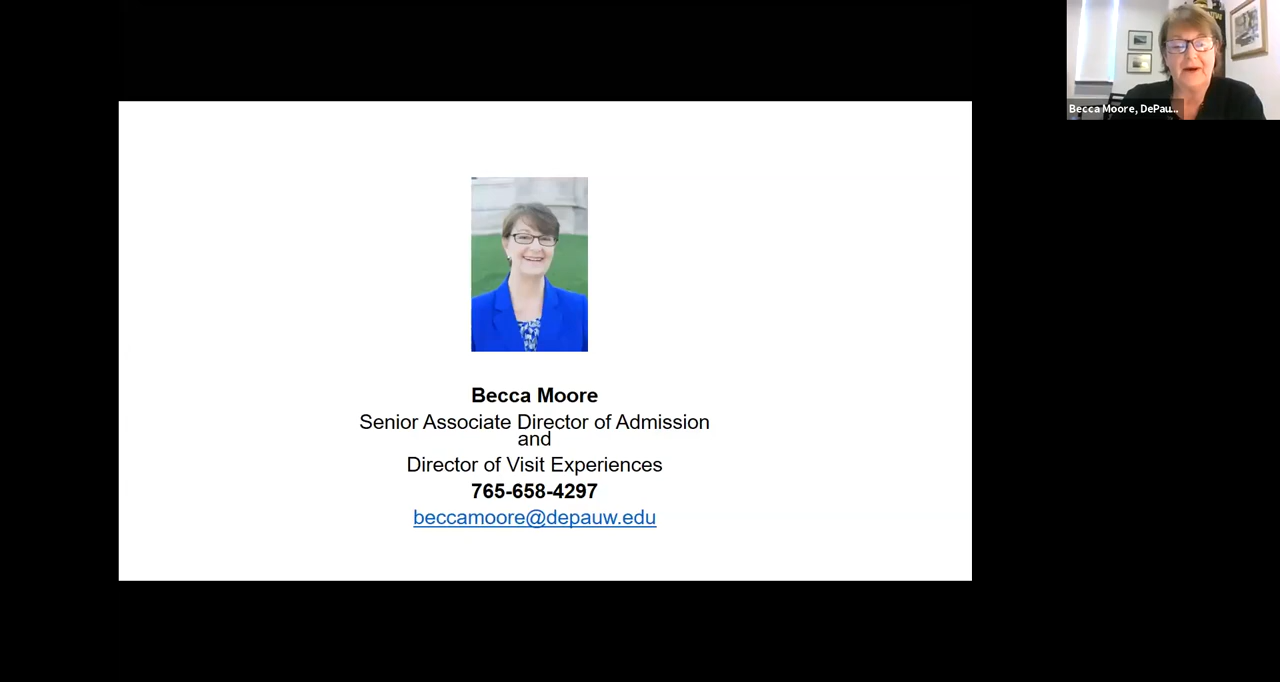 Becca Moore, DePau...
Becca Moore
Senior Associate Director of Admission
and
Director of Visit Experiences
765-658-4297
beccamoore@depauw.edu